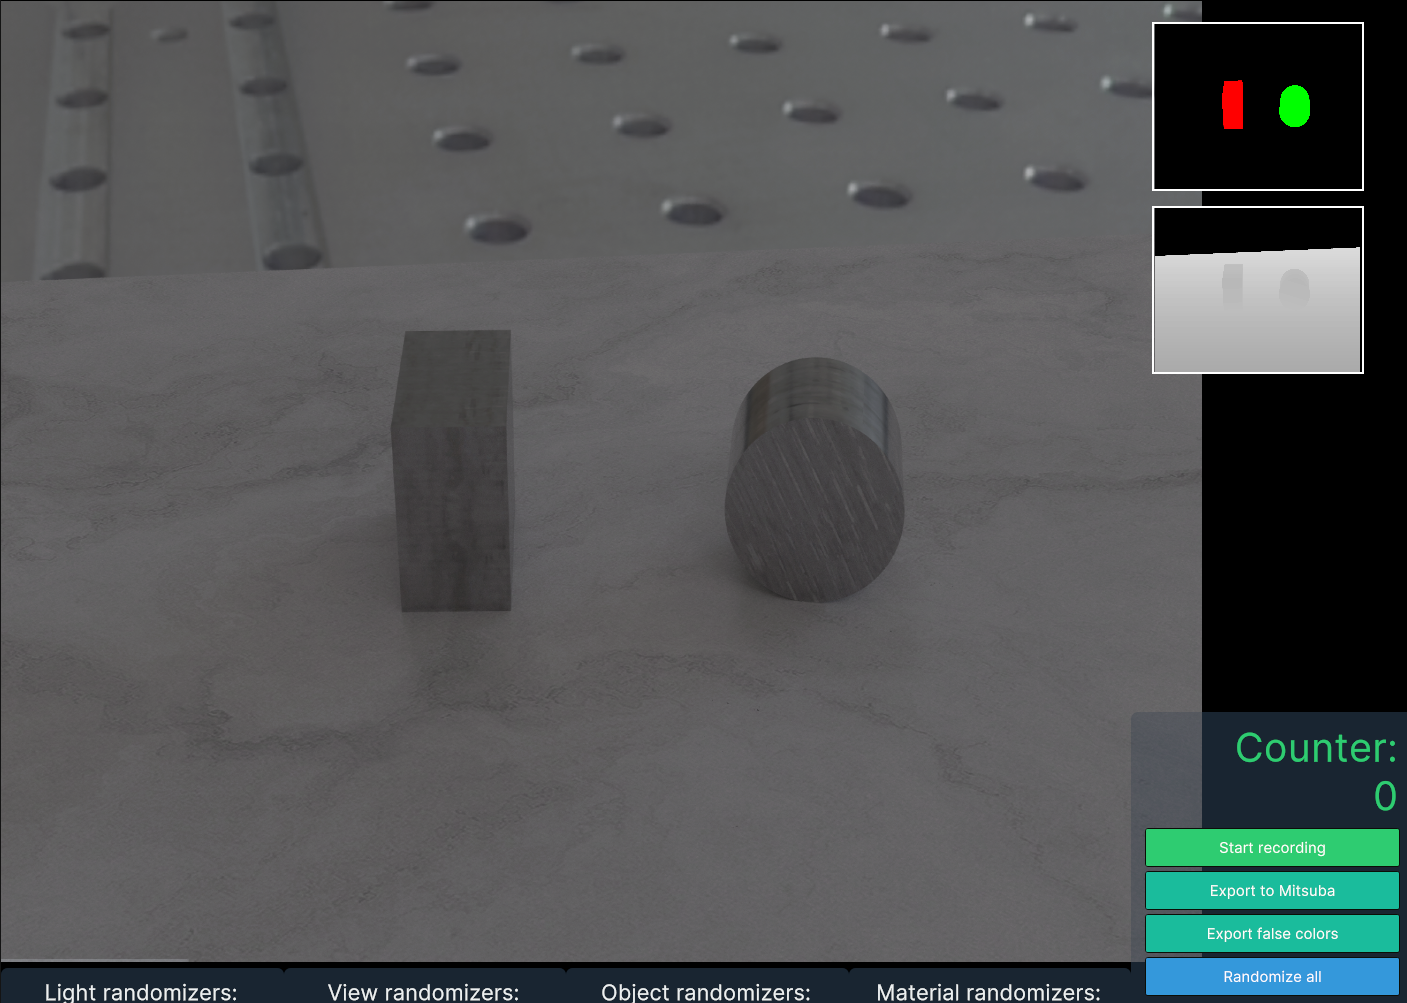 Counter:
0
Start recording
Export to Mitsuba
Export false colors
Randomize all
Light randomizers:
View randomizers:
Object randomizers:
Material randomizers: